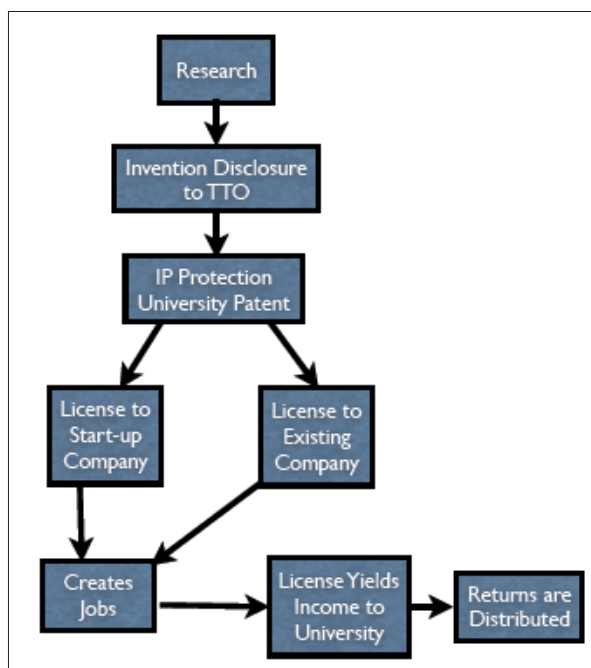 Research
Invention Disclosure
to TTO
IP Protection
University Patent
License to
Start-up
Company
License to
Existing
Company
Creates
Jobs
License Yields
Income to
University
Returns are
Distributed